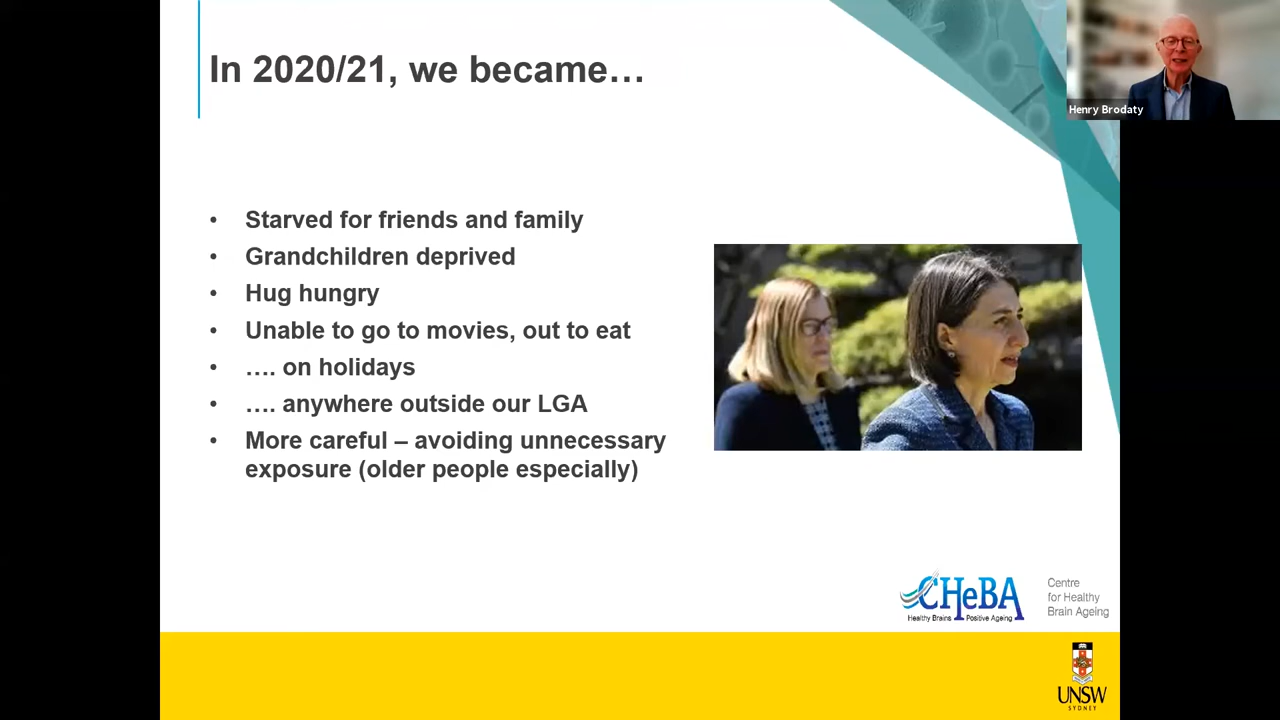 In 2020/21, we became…
Henry Brodaty
• Starved for friends and family
• Grandchildren deprived
• Hug hungry
• Unable to go to movies, out to eat
• …. on holidays
• …. anywhere outside our LGA
• More careful – avoiding unnecessary
exposure (older people especially)
CHeBA
Healthy Brains Positive Ageing
Centre
for Healthy
Brain Ageing
UNSW
SYDNEY